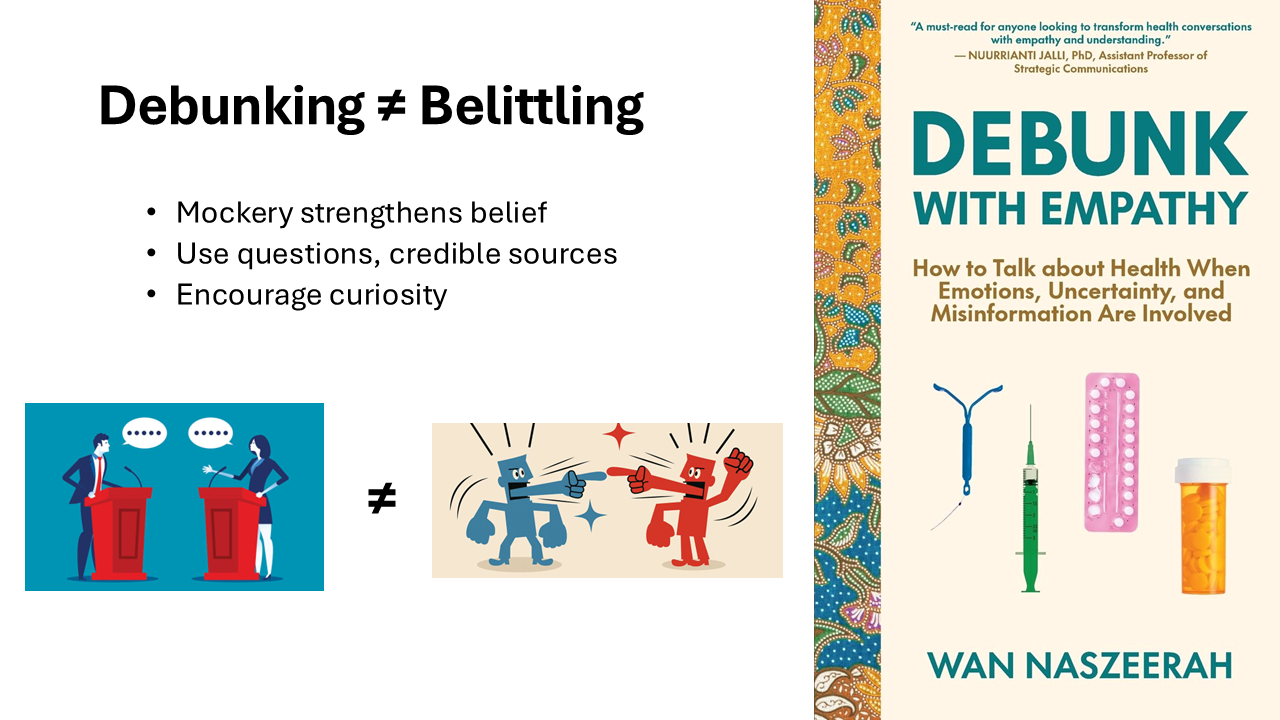 Debunking ≠ Belittling
• Mockery strengthens belief
• Use questions, credible sources
• Encourage curiosity
≠
“A must-read for anyone looking to transform health conversations
with empathy and understanding.”
— NUURRIANTI JALLI, PhD, Assistant Professor of
Strategic Communications
DEBUNK
WITH EMPATHY
How to Talk about Health When
Emotions, Uncertainty, and
Misinformation Are Involved
WAN NASZEERAH